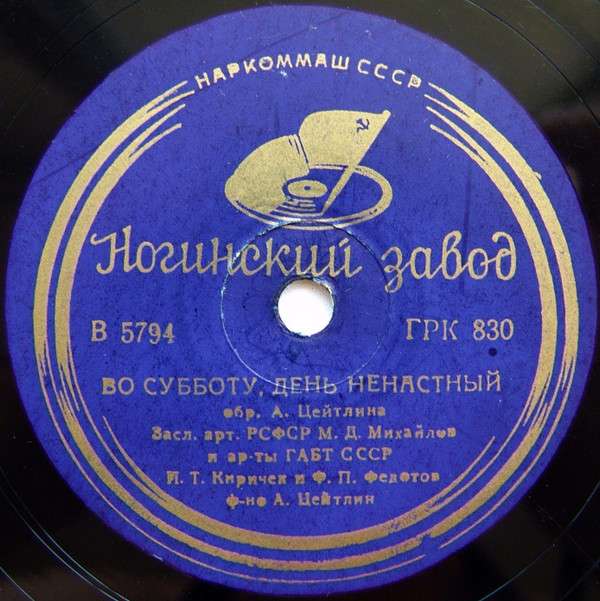 НАРКОММАШ СССР
Ногинский завод
В 5794 ГРК 830
ВО СУББОТУ, ДЕНЬ НЕНАСТНЫЙ
обр. А. Цейтлина
Засл. арт. РСФСР М. Д. Михайлов
и ар-ты ГАБТ СССР
И. Т. Киричек и Ф. П. Федотов
ф-но А. Цейтлин